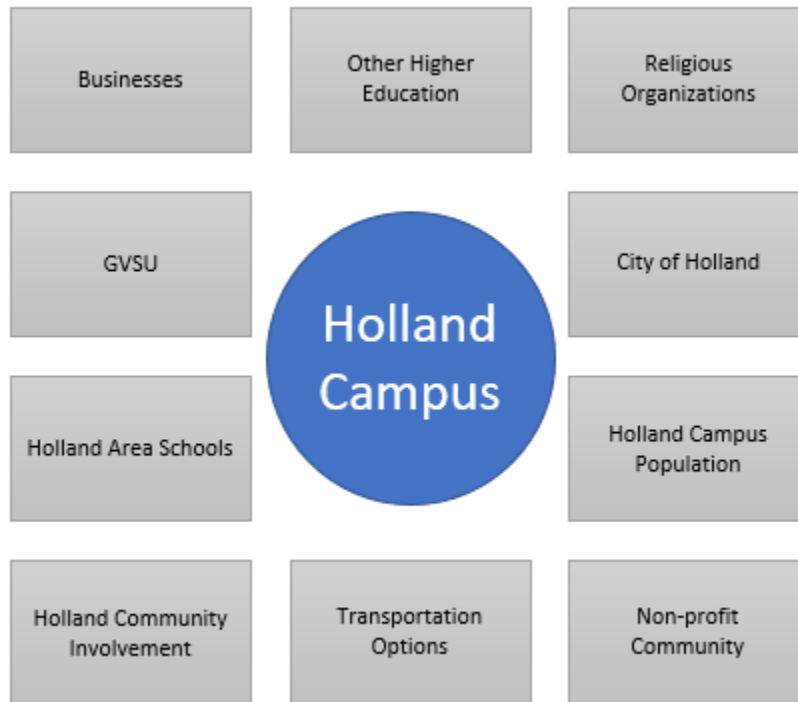 Businesses
Other Higher
Education
Religious
Organizations
GVSU
City of Holland
Holland
Campus
Holland Area Schools
Holland Campus
Population
Holland Community
Involvement
Transportation
Options
Non-profit
Community